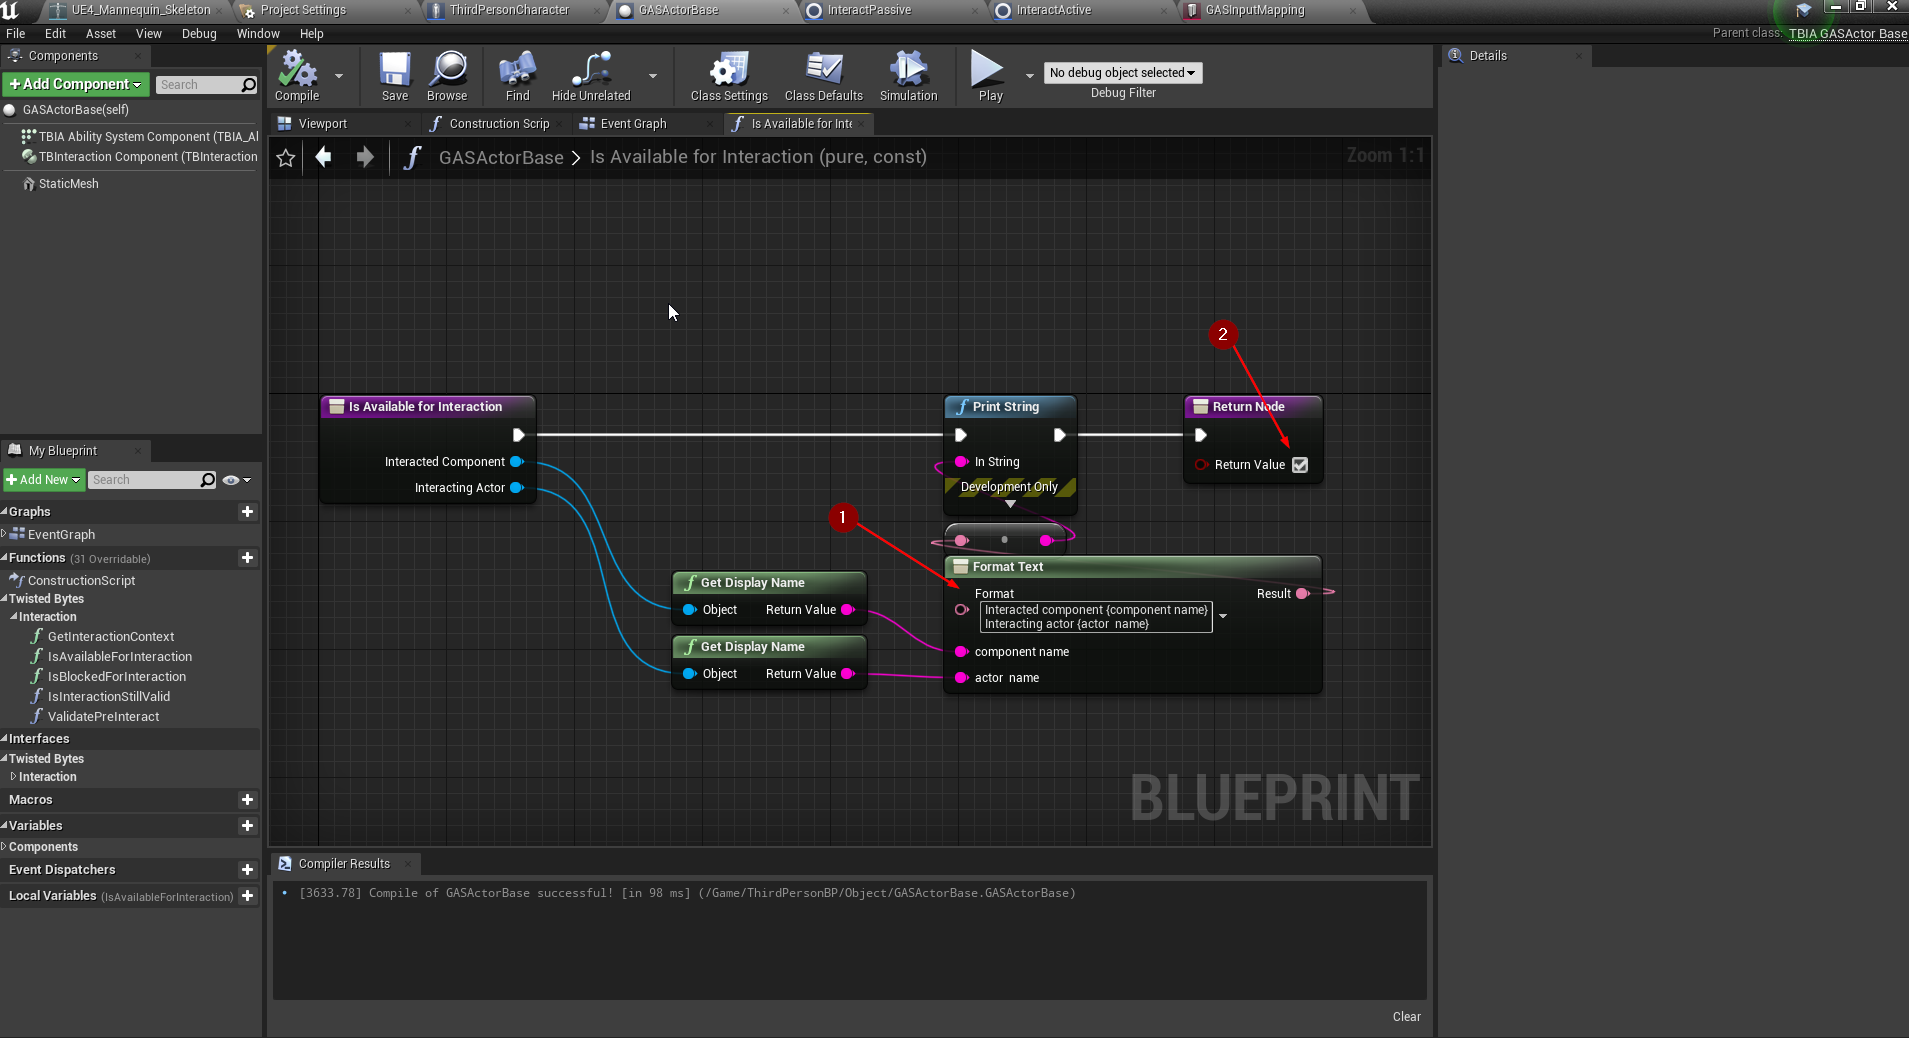 UE4_Mannequin_Skeleton
Project Settings
ThirdPersonCharacter
GASActorBase
InteractPassive
InteractActive
GASInputMapping
File Edit Asset View Debug Window Help
Parent class: TBIA GASActor Base
Components
+Add Component
Search
GASActorBase(self)
TBIA Ability System Component (TBIA_Al
TBInteraction Component (TBInteraction
StaticMesh
Compile
Save
Browse
Find
Hide Unrelated
Class Settings
Class Defaults
Simulation
Play
No debug object selected
Debug Filter
Details
Viewport
Construction Scrip
Event Graph
Is Available for Inte
GASActorBase > Is Available for Interaction (pure, const)
Zoom 1:1
2
Is Available for Interaction
Interacted Component
Interacting Actor
Print String
In String
Development Only
Return Node
Return Value
1
Get Display Name
Object Return Value
Get Display Name
Object Return Value
Format Text
Format
Result
Interacted component {component name}
Interacting actor {actor name}
component name
actor name
BLUEPRINT
My Blueprint
+Add New
Search
Graphs
EventGraph
Functions (31 Overridable)
ConstructionScript
Twisted Bytes
Interaction
GetInteractionContext
IsAvailableForInteraction
IsBlockedForInteraction
IsInteractionStillValid
ValidatePreInteract
Interfaces
Twisted Bytes
Interaction
Macros
Variables
Components
Event Dispatchers
Local Variables (IsAvailableForInteraction)
Compiler Results
[3633.78] Compile of GASActorBase successful! [in 98 ms] (/Game/ThirdPersonBP/Object/GASActorBase.GASActorBase)
Clear